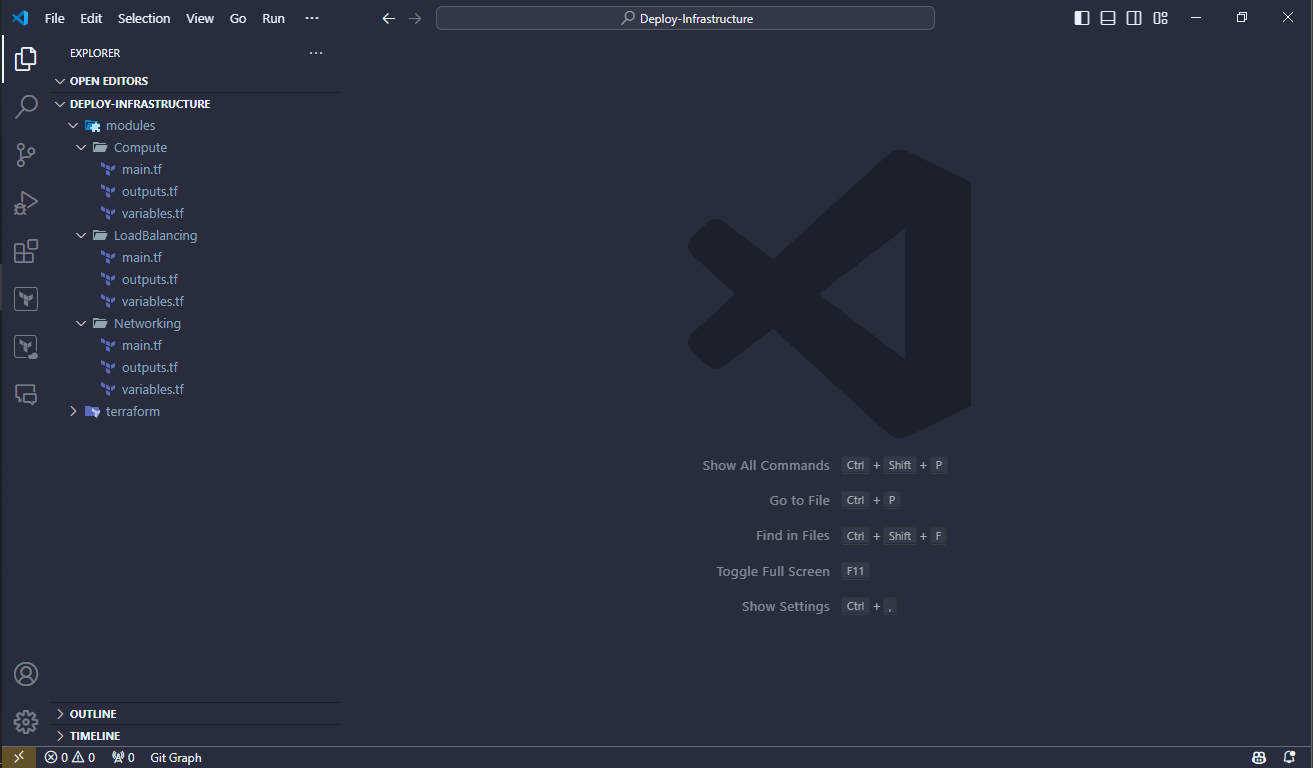 File Edit Selection View Go Run ···
Deploy-Infrastructure
EXPLORER
OPEN EDITORS
DEPLOY-INFRASTRUCTURE
modules
Compute
main.tf
outputs.tf
variables.tf
LoadBalancing
main.tf
outputs.tf
variables.tf
Networking
main.tf
outputs.tf
variables.tf
terraform
OUTLINE
TIMELINE
Show All Commands Ctrl + Shift + P
Go to File Ctrl + P
Find in Files Ctrl + Shift + F
Toggle Full Screen F11
Show Settings Ctrl + ,
0 0 0 Git Graph